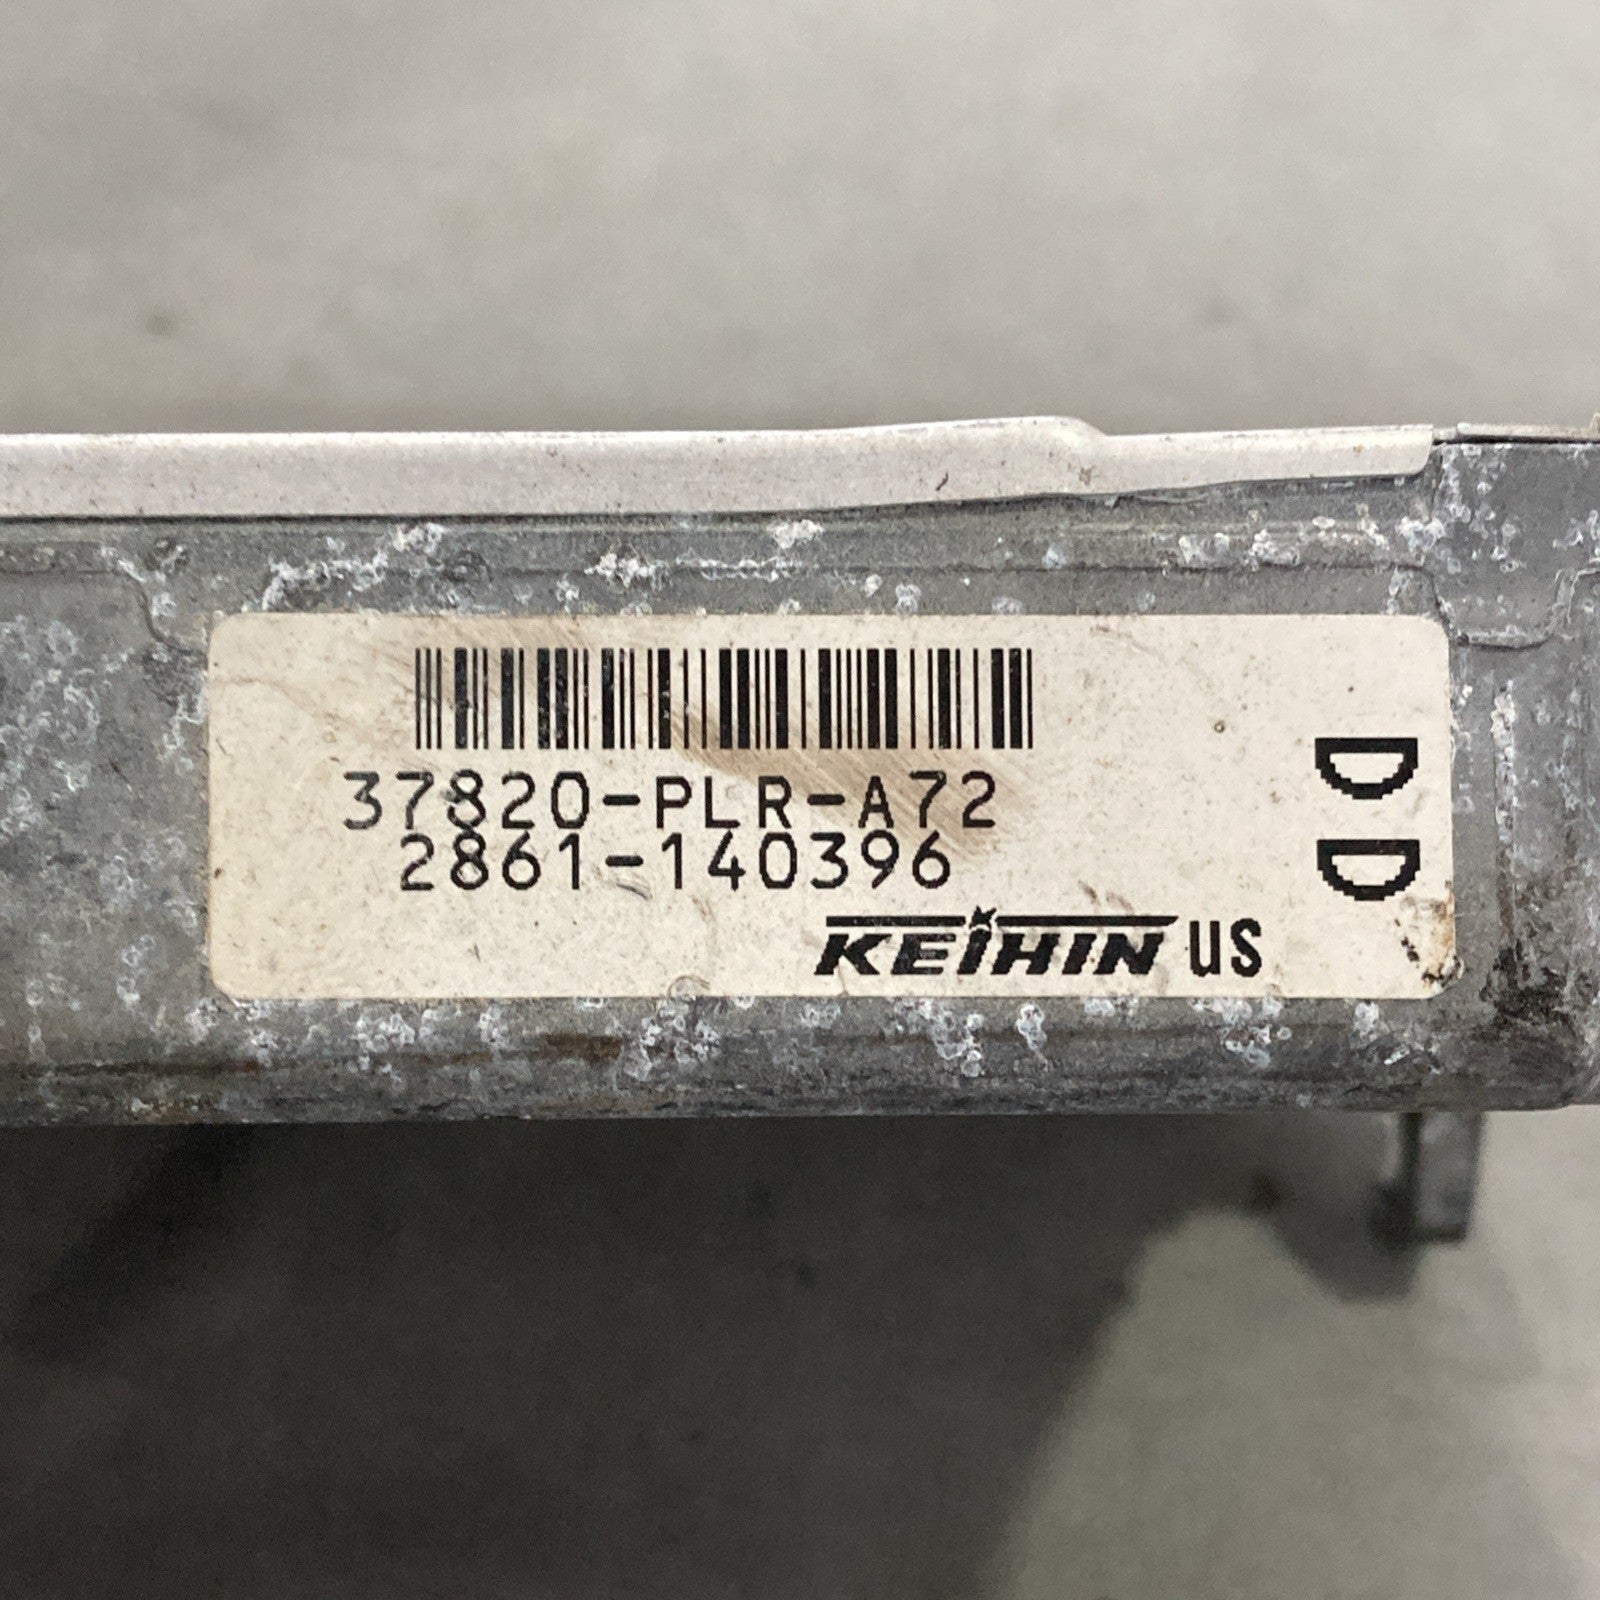 37820-PLR-A72
2861-140396
KEIHIN US
DD